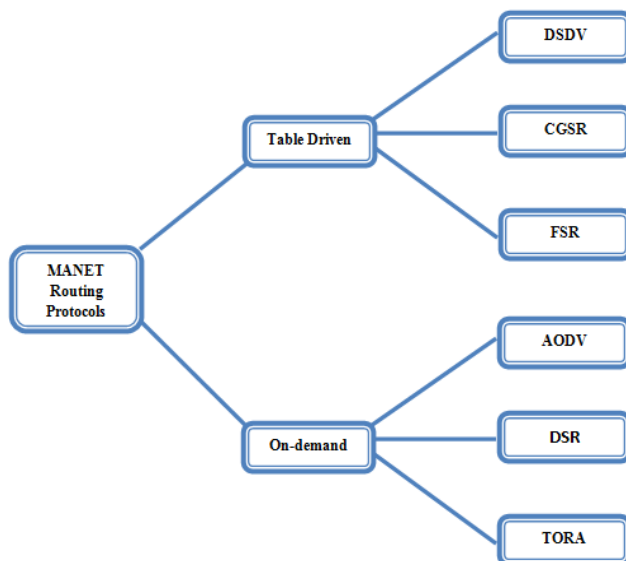 MANET
Routing
Protocols
Table Driven
DSDV
CGSR
FSR
On-demand
AODV
DSR
TORA